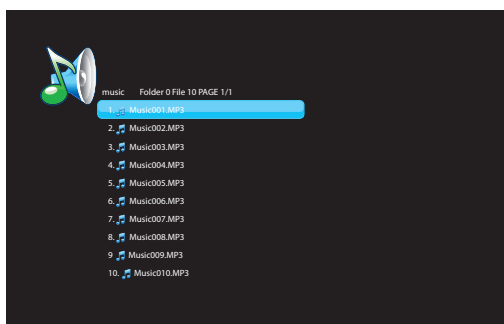 music Folder 0 File 10 PAGE 1/1
1. Music001.MP3
2. Music002.MP3
3. Music003.MP3
4. Music004.MP3
5. Music005.MP3
6. Music006.MP3
7. Music007.MP3
8. Music008.MP3
9 Music009.MP3
10. Music010.MP3